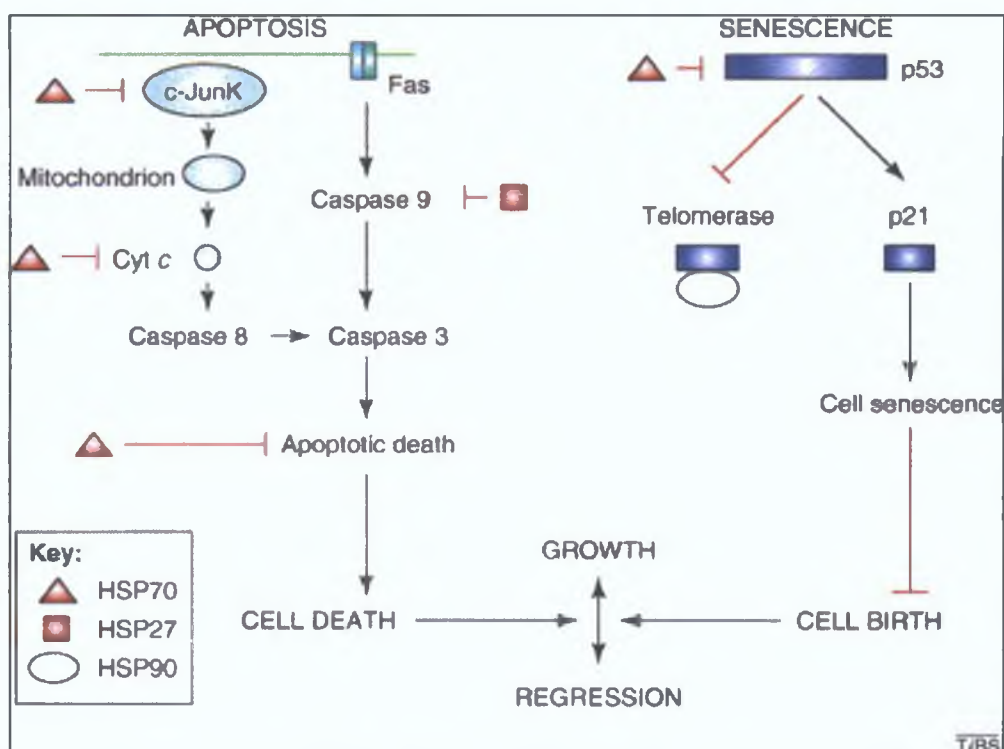 APOPTOSIS
SENESCENCE
c-JunK
Fas
p53
Mitochondrion
Caspase 9
Telomerase
p21
Cyt c
Caspase 8
Caspase 3
Cell senescence
Apoptotic death
Key:
HSP70
HSP27
HSP90
GROWTH
CELL DEATH
CELL BIRTH
REGRESSION
TiBS